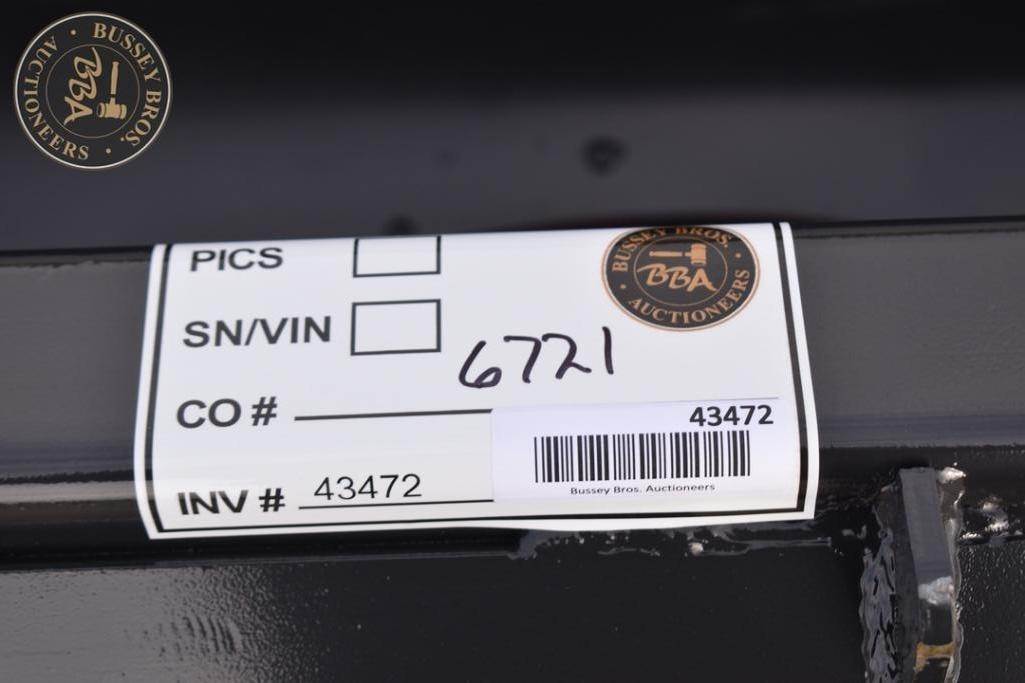 BUSSEY BROS.
BBA
AUCTIONEERS
PICS
BUSSEY BROS.
BBA
AUCTIONEERS
SN/VIN
6721
CO #
43472
INV # 43472
Bussey Bros. Auctioneers